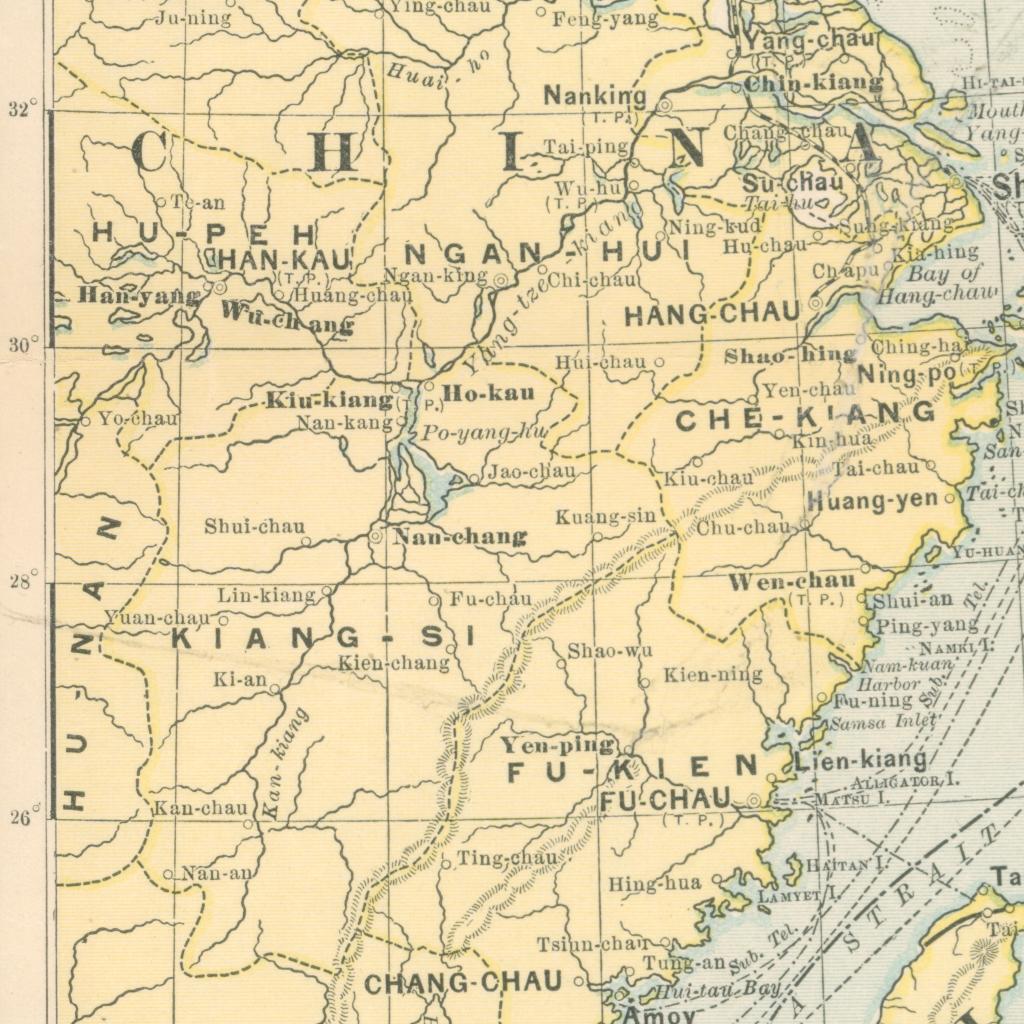 Ju-ning
Ying-chau
Feng-yang
Yang-chau
(T. P.)
Huai-ho
Chin-kiang
HI-TAI-
32°
Nanking
(T. P.)
Mouth
Yang-
C H I N A
Chang-chau
Tai-ping
Wu-hu
(T. P.)
Su-chau
Sh
Te-an
Tai-hu
Ning-kuo
Sung-kiang
HU-PEH
HAN-KAU
(T. P.)
NGAN-HUI
Hu-chau
Kia-hing
Ngan-king
Chi-chau
Chapu
Bay of
Hang-chau
Han-yang
Huang-chau
Wu-chang
Yang-tze kiang
HANG-CHAU
30°
Hui-chau
Shao-hing
Ching-hai
Ning-po
(T. P.)
Kiu-kiang
(T. P.)
Ho-kau
Yen-chau
Yo-chau
Nan-kang
Po-yang-hu
CHE-KIANG
Kin-hua
San-
Jao-chau
Kiu-chau
Tai-chau
Huang-yen
Tai-ch
Shui-chau
Kuang-sin
Chu-chau
Nan-chang
YU-HUAN
28°
Lin-kiang
Fu-chau
Wen-chau
(T. P.)
Shui-an
Ping-yang
Yuan-chau
KIANG-SI
HU-NAN
Kien-chang
Shao-wu
NAMKI I.
Nam-kuan
Harbor
Sub. Tel.
Ki-an
Kien-ning
Fu-ning
Samsa Inlet
Kan-kiang
Yen-ping
FU-KIEN
Lien-kiang
ALLIGATOR I.
26°
Kan-chau
FU-CHAU
(T. P.)
MATSU I.
Nan-an
Ting-chau
HAITAN I.
Hing-hua
LAMYET I.
STRAIT
Ta
Tai-
Tsiun-chau
Tung-an
Sub. Tel.
CHANG-CHAU
Hui-tau Bay
Amoy